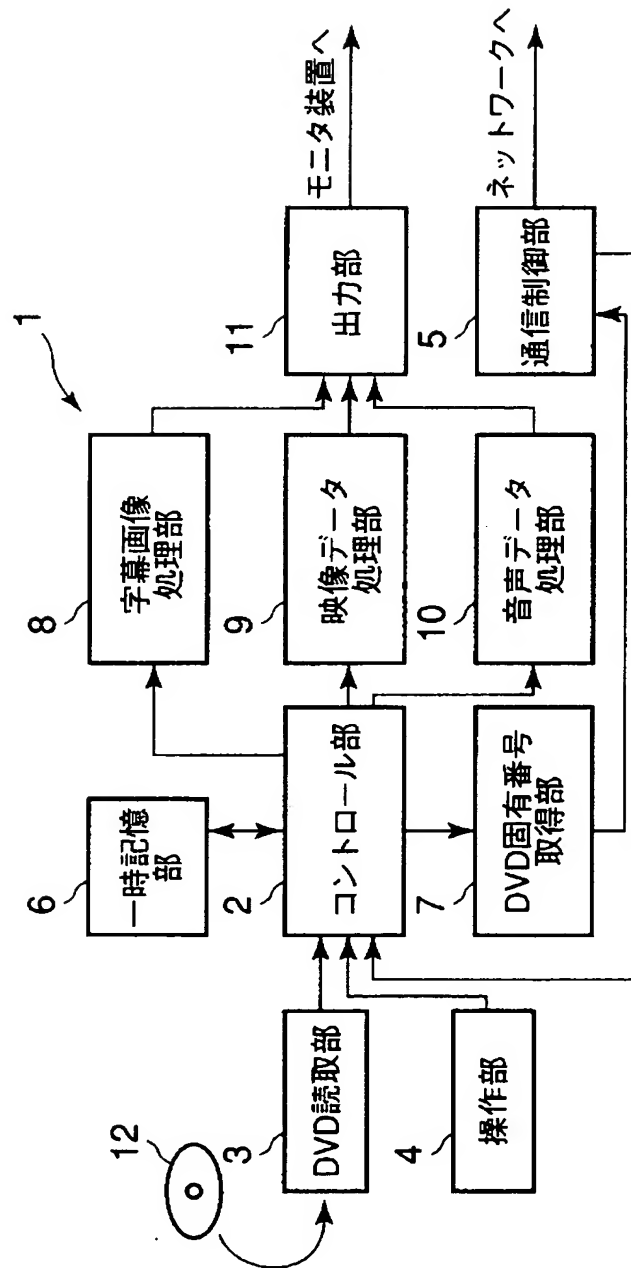 1
12
3
DVD読取部
4
操作部
6
一時記憶
部
2
コントロール部
7
DVD固有番号
取得部
8
字幕画像
処理部
9
映像データ
処理部
10
音声データ
処理部
11
出力部
モニタ装置へ
5
通信制御部
ネットワークへ